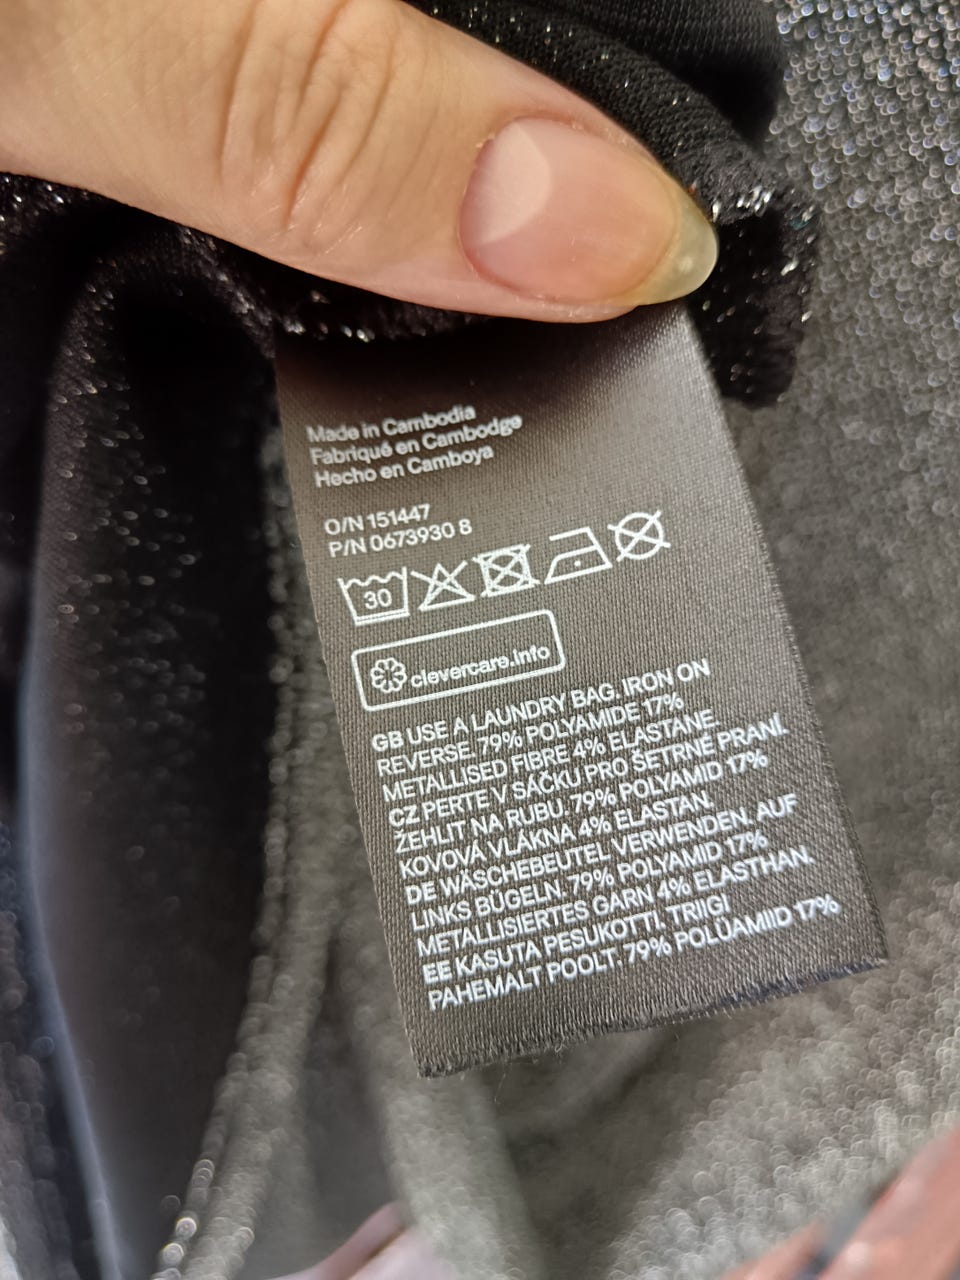 Made in Cambodia
Fabriqué en Cambodge
Hecho en Camboya
O/N 151447
P/N 0673930 8
30
clevercare.info
GB USE A LAUNDRY BAG. IRON ON
REVERSE. 79% POLYAMIDE 17%
METALLISED FIBRE 4% ELASTANE.
CZ PERTE V SÁČKU PRO ŠETRNÉ PRANÍ.
ŽEHLIT NA RUBU. 79% POLYAMID 17%
KOVOVÁ VLÁKNA 4% ELASTAN.
DE WÄSCHEBEUTEL VERWENDEN. AUF
LINKS BÜGELN. 79% POLYAMID 17%
METALLISIERTES GARN 4% ELASTHAN.
EE KASUTA PESUKOTTI. TRIIGI
PAHEMALT POOLT. 79% POLÜAMIID 17%